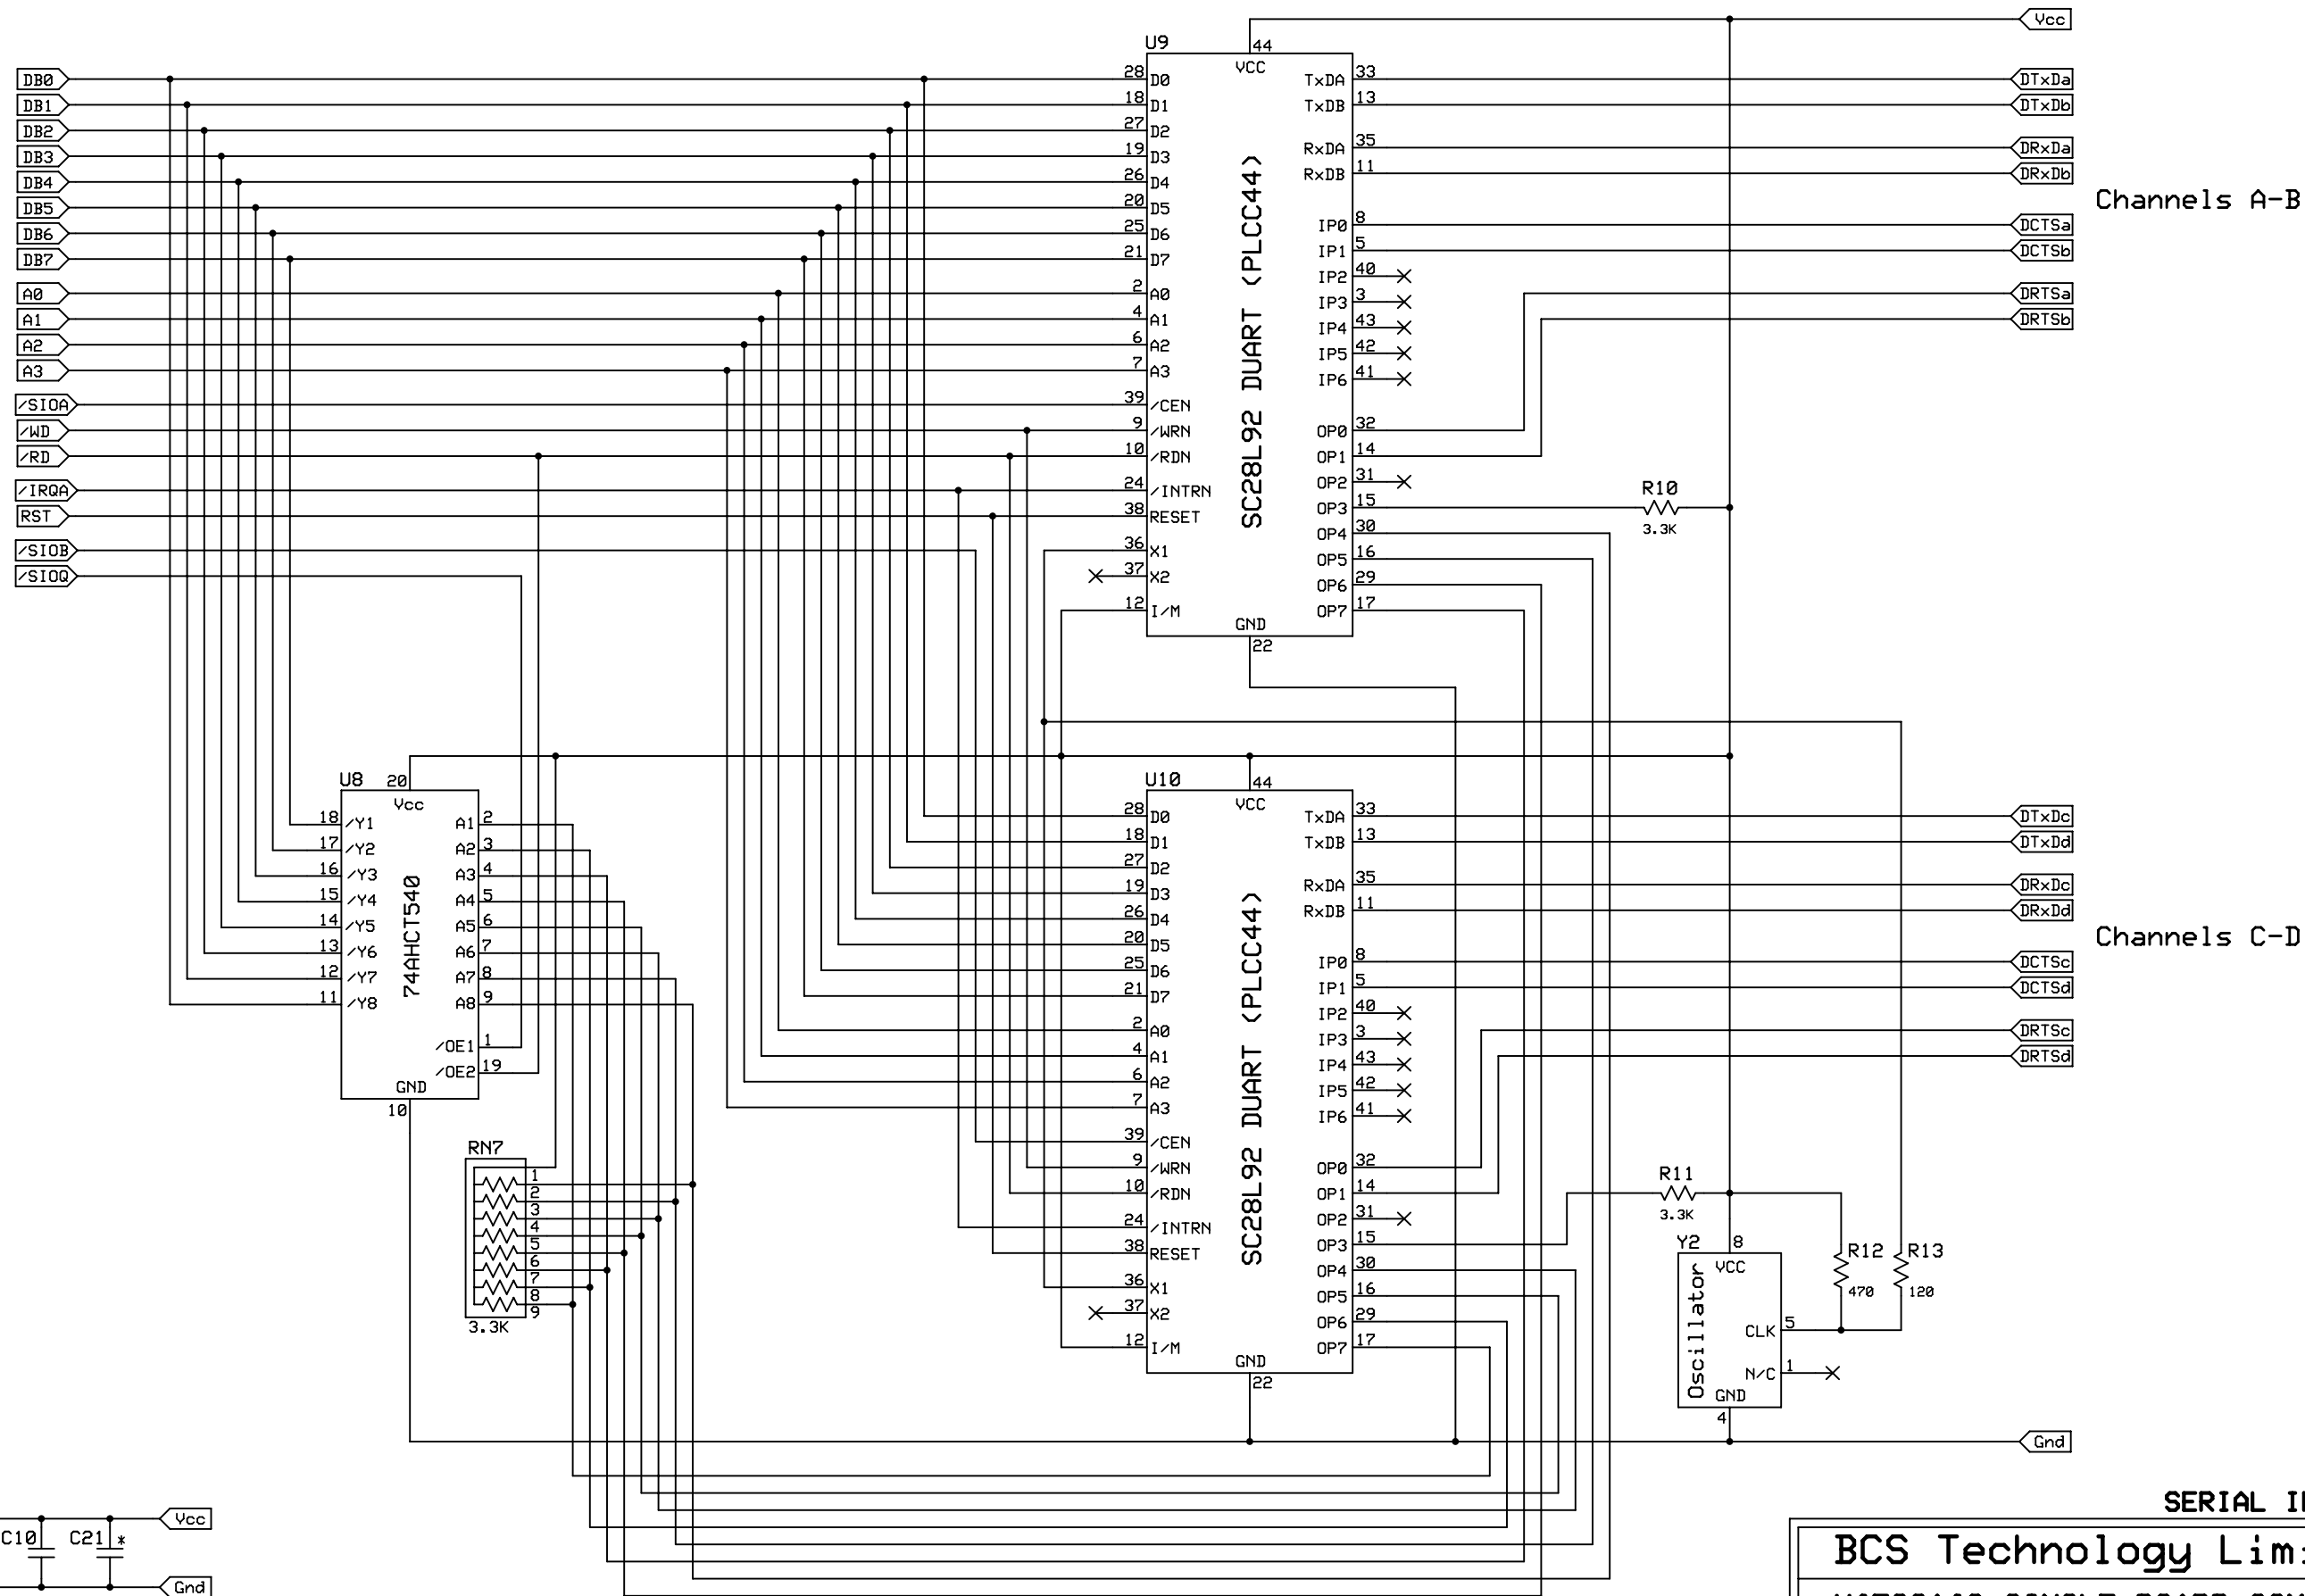 Vcc
U9
44
VCC
DB0
28 D0
TxDA 33
DTxDa
DB1
18 D1
TxDB 13
DTxDb
DB2
27 D2
DB3
19 D3
RxDA 35
DRxDa
DB4
26 D4
RxDB 11
DRxDb
Channels A-B
DB5
20 D5
DB6
25 D6
IP0 8
DCTSa
DB7
21 D7
IP1 5
DCTSb
IP2 40
A0
2 A0
IP3 3
DRTSa
A1
4 A1
IP4 43
DRTSb
A2
6 A2
IP5 42
A3
7 A3
IP6 41
/SIOA
39 /CEN
/WD
9 /WRN
OP0 32
/RD
10 /RDN
OP1 14
/IRQA
24 /INTRN
OP2 31
RST
38 RESET
OP3 15
R10
3.3K
OP4 30
/SIOB
36 X1
OP5 16
/SIOQ
37 X2
OP6 29
12 I/M
OP7 17
GND
22
SC28L92 DUART (PLCC44)
U8
20
Vcc
18 /Y1
A1 2
17 /Y2
A2 3
16 /Y3
A3 4
15 /Y4
A4 5
14 /Y5
A5 6
13 /Y6
A6 7
12 /Y7
A7 8
11 /Y8
A8 9
/OE1 1
/OE2 19
GND
10
74AHCT540
RN7
1
2
3
4
5
6
7
8
9
3.3K
U10
44
VCC
28 D0
TxDA 33
DTxDc
18 D1
TxDB 13
DTxDd
27 D2
19 D3
RxDA 35
DRxDc
26 D4
RxDB 11
DRxDd
Channels C-D
20 D5
25 D6
IP0 8
DCTSc
21 D7
IP1 5
DCTSd
IP2 40
2 A0
IP3 3
DRTSc
4 A1
IP4 43
DRTSd
6 A2
IP5 42
7 A3
IP6 41
39 /CEN
9 /WRN
OP0 32
10 /RDN
OP1 14
24 /INTRN
OP2 31
38 RESET
OP3 15
OP4 30
36 X1
OP5 16
37 X2
OP6 29
12 I/M
OP7 17
GND
22
SC28L92 DUART (PLCC44)
R11
3.3K
Y2
8
VCC
R12
470
R13
120
Oscillator
CLK 5
N/C 1
GND
4
Gnd
Vcc
C10
C21 *
Gnd
SERIAL
BCS Technology